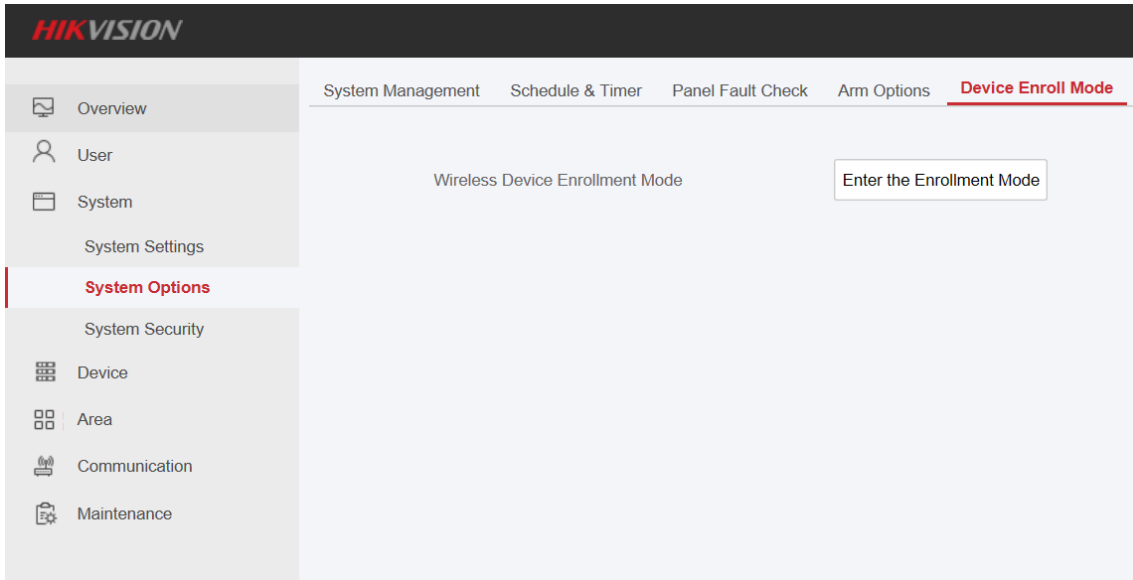 HIKVISION
System Management Schedule & Timer Panel Fault Check Arm Options Device Enroll Mode
Overview
User
Wireless Device Enrollment Mode Enter the Enrollment Mode
System
System Settings
System Options
System Security
Device
Area
Communication
Maintenance